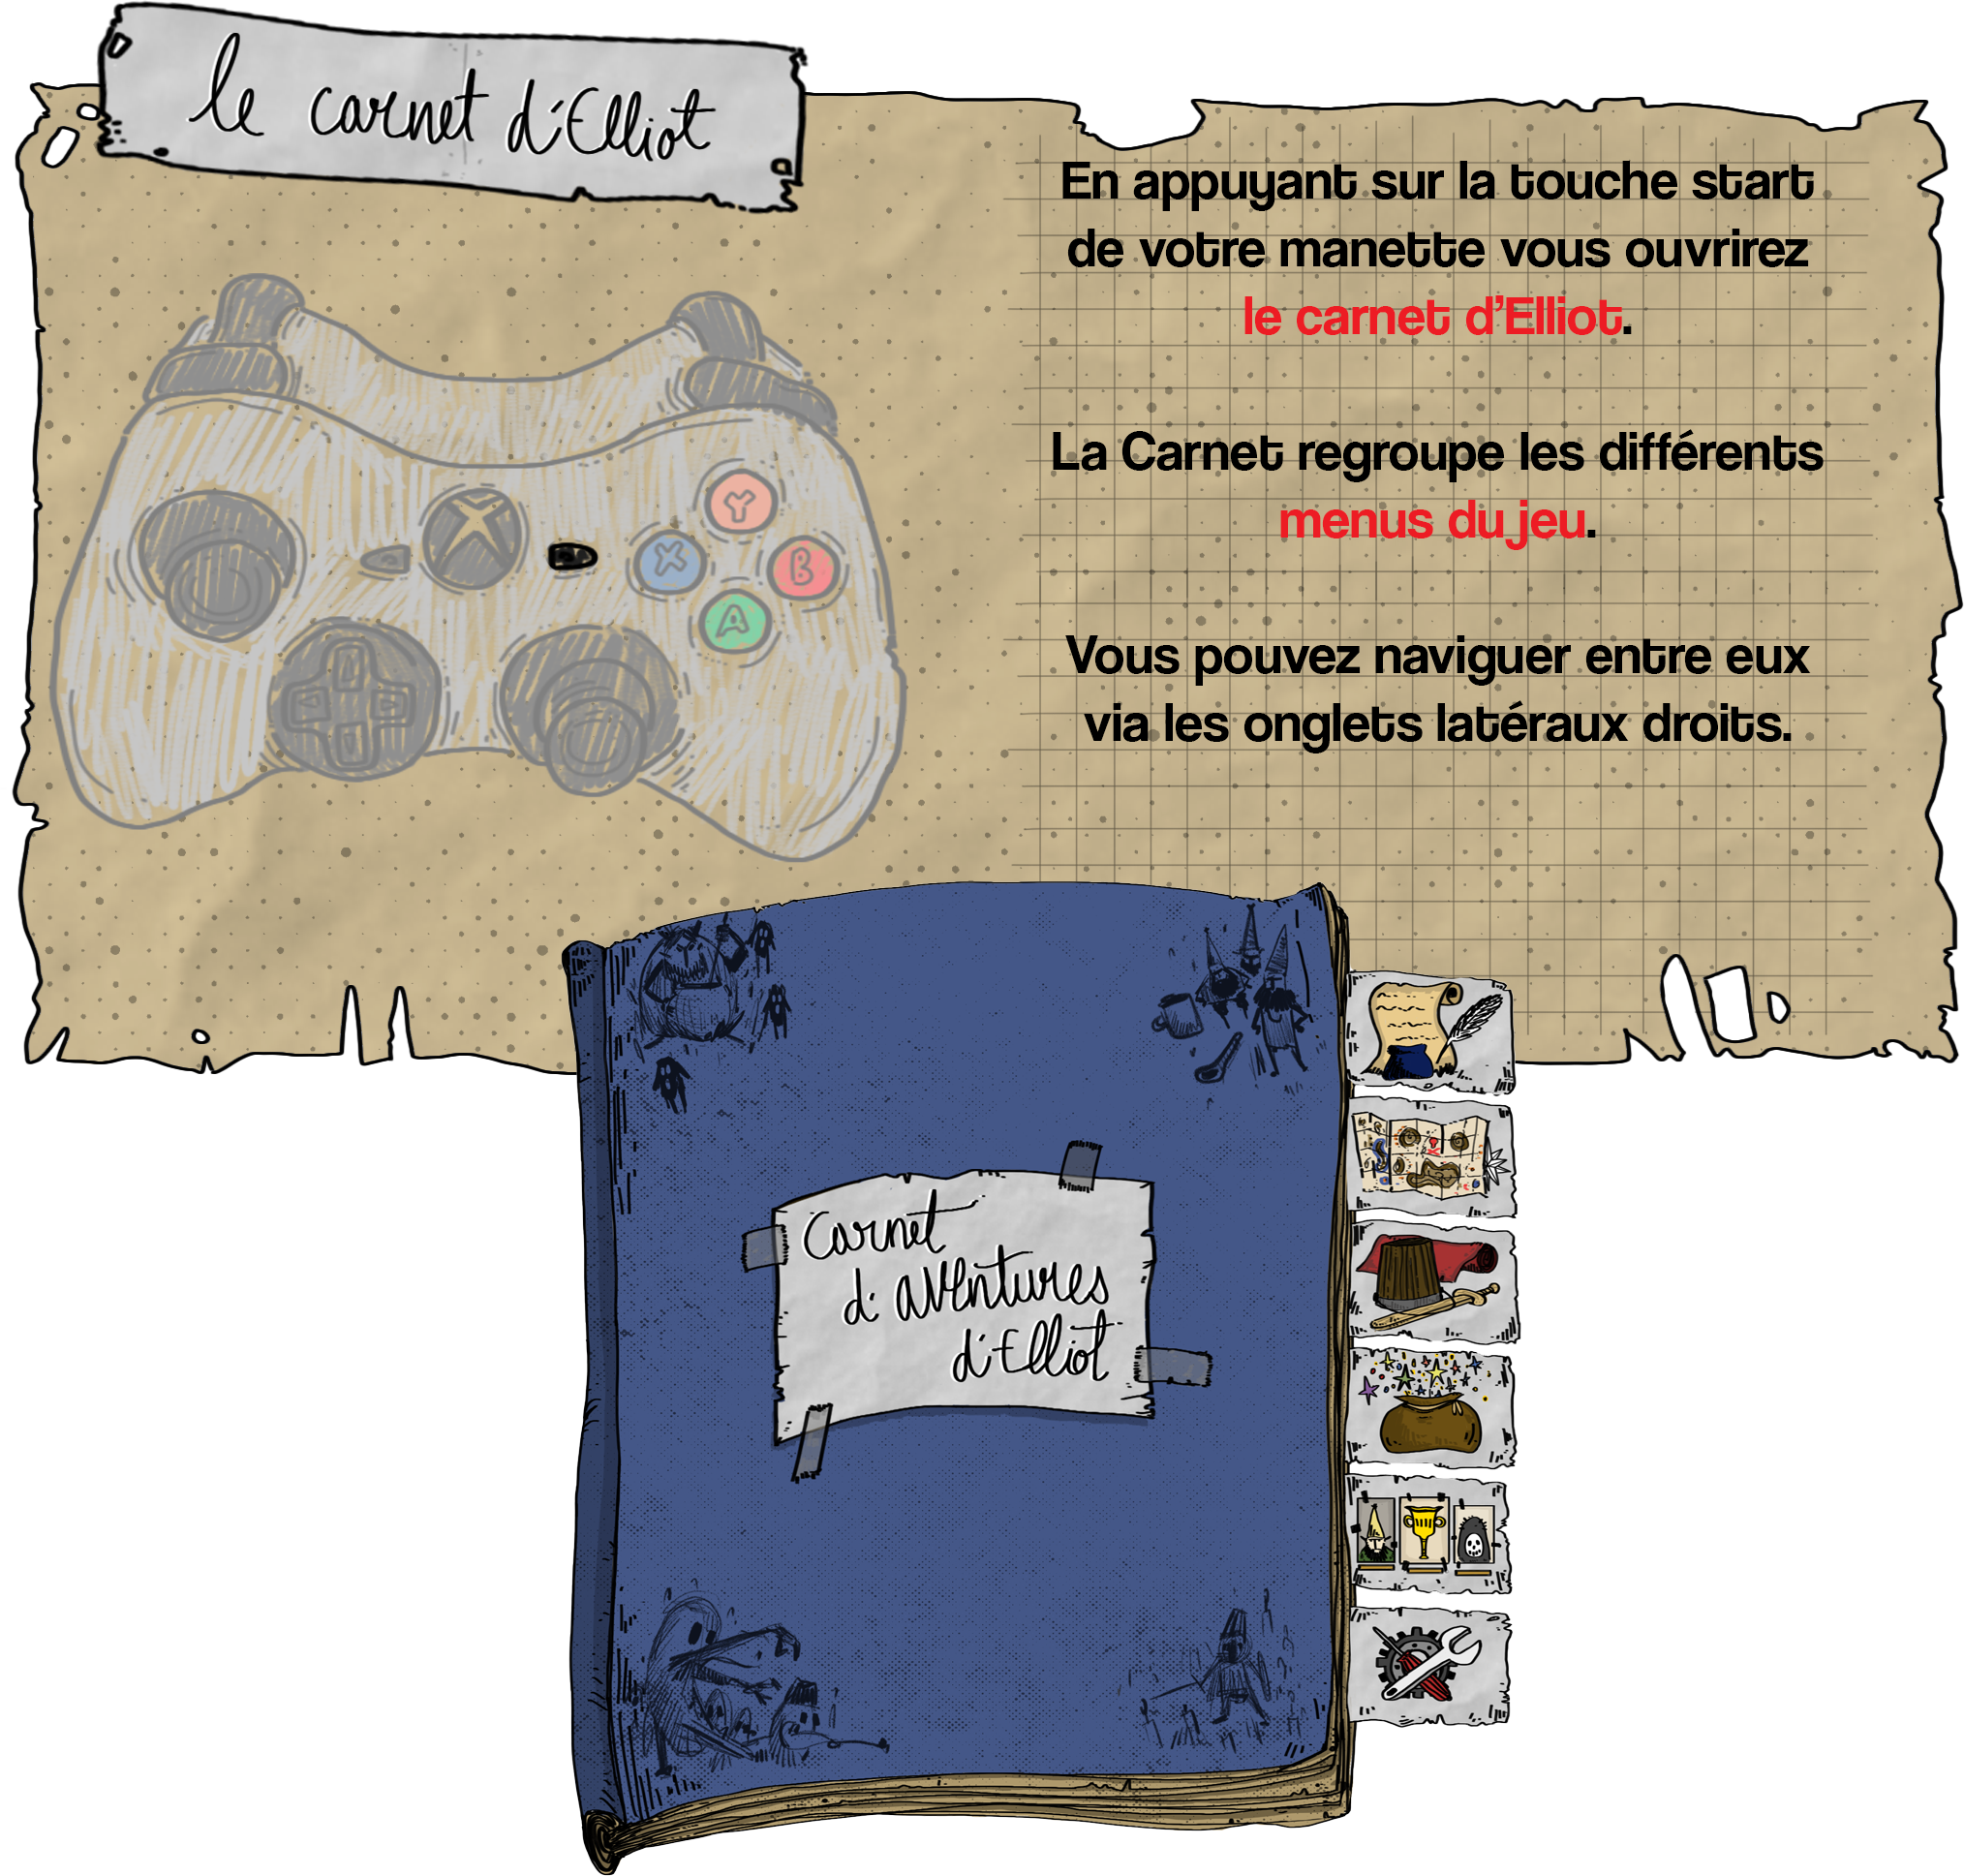 le carnet d'Elliot
En appuyant sur la touche start
de votre manette vous ouvrirez
le carnet d'Elliot.
La Carnet regroupe les différents
menus du jeu.
Vous pouvez naviguer entre eux
via les onglets latéraux droits.
Y
X
B
A
Carnet
d'aventures
d'Elliot